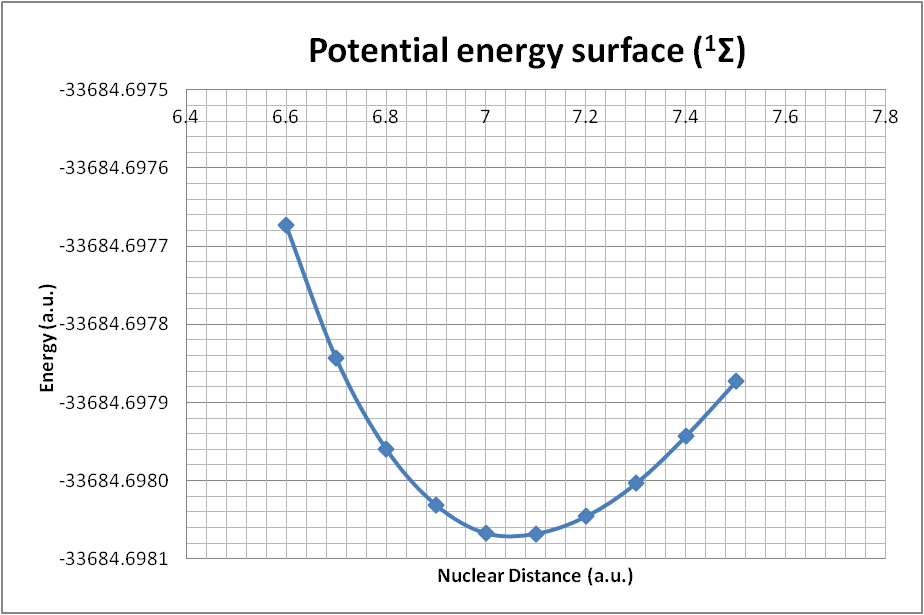 Potential energy surface (¹Σ)
-33684.6975
6.4 6.6 6.8 7 7.2 7.4 7.6 7.8
-33684.6976
-33684.6977
-33684.6978
-33684.6979
-33684.6980
-33684.6981
Energy (a.u.)
Nuclear Distance (a.u.)